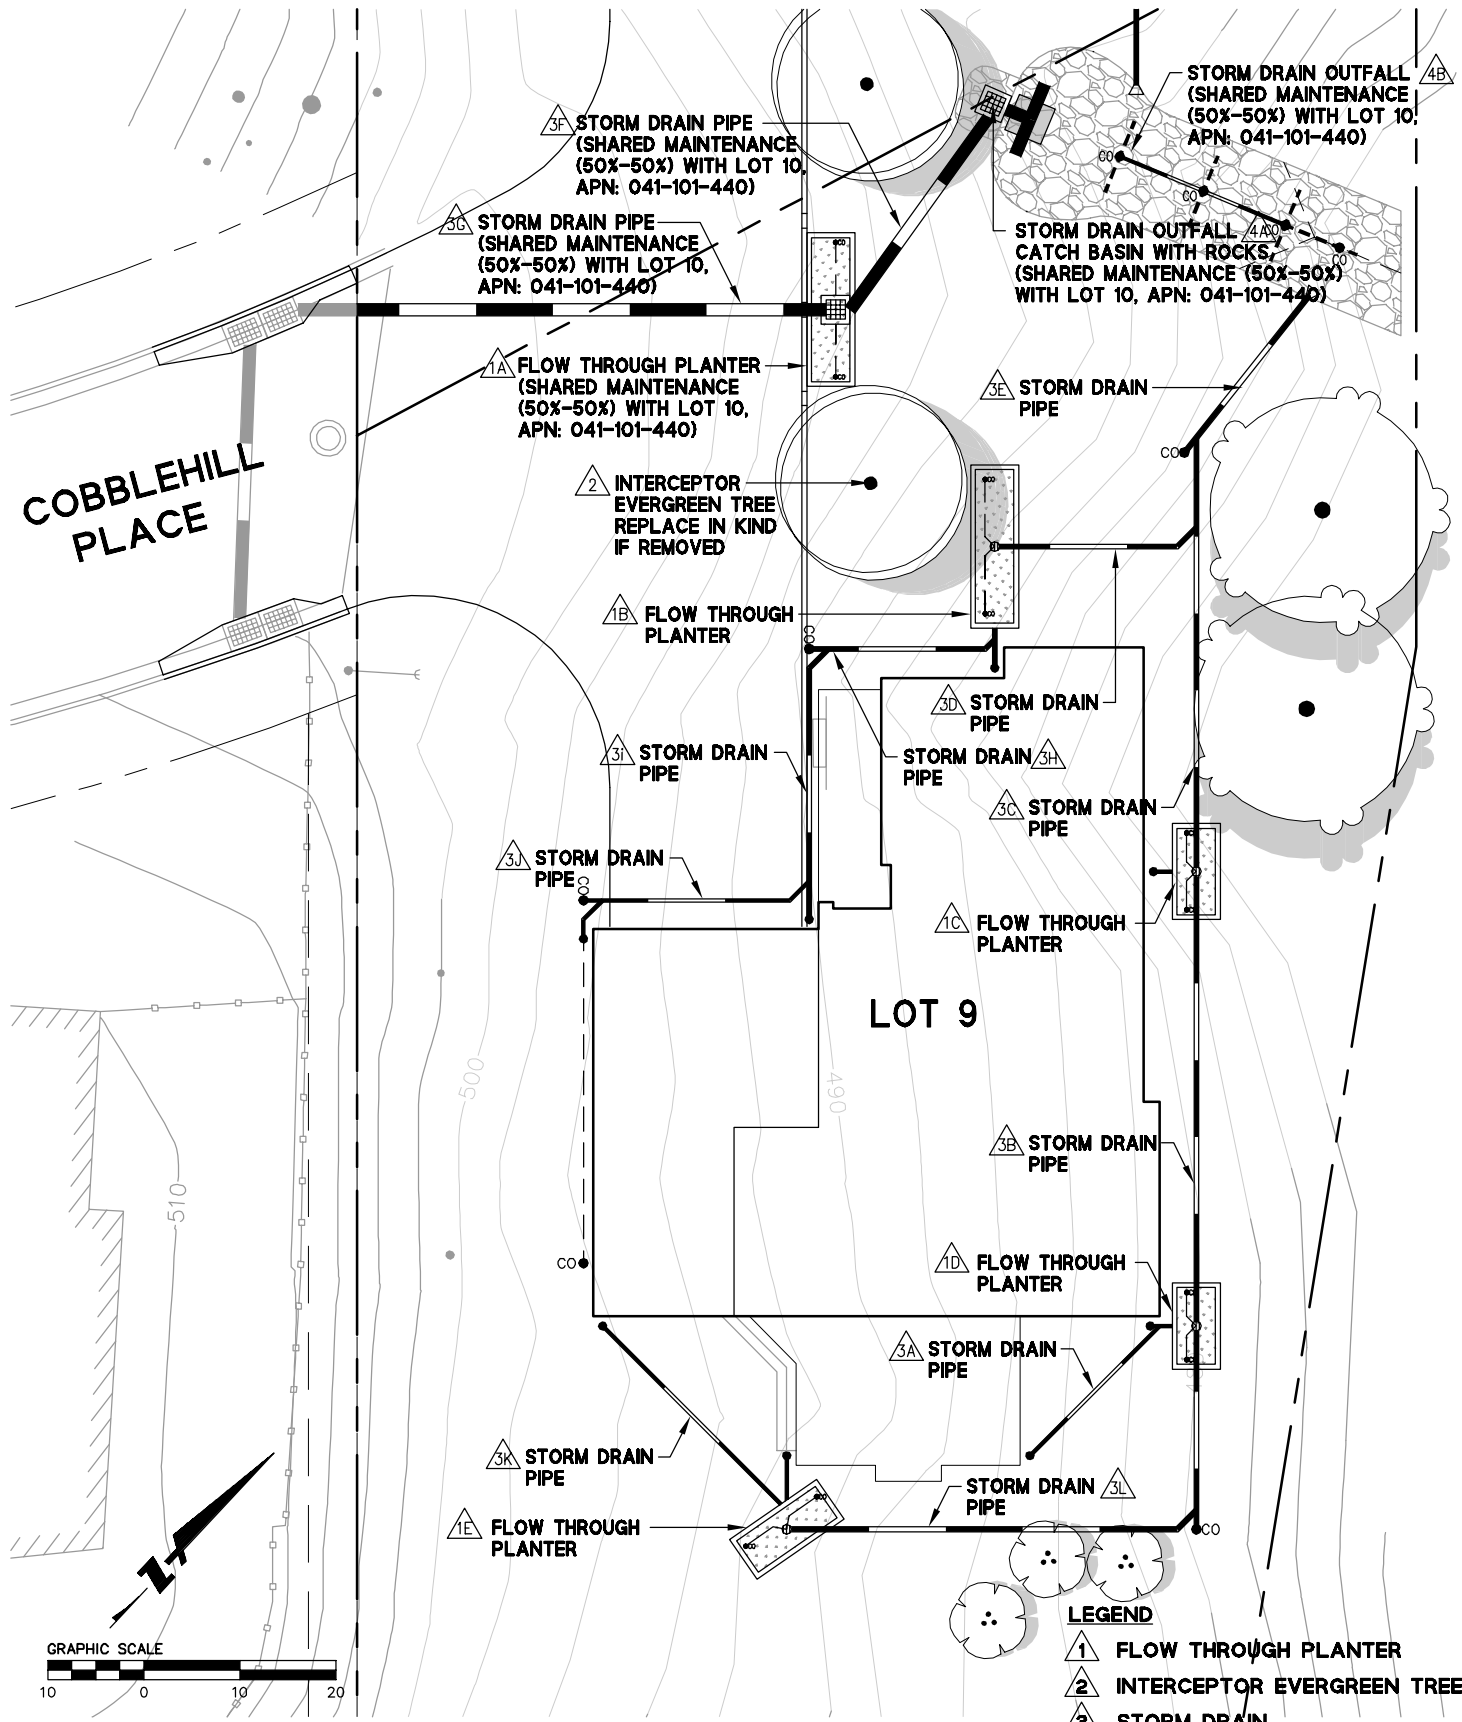 STORM DRAIN OUTFALL 4B
(SHARED MAINTENANCE
(50%-50%) WITH LOT 10,
APN: 041-101-440)
3F STORM DRAIN PIPE
(SHARED MAINTENANCE
(50%-50%) WITH LOT 10,
APN: 041-101-440)
CO
CO
CO
CO
3G STORM DRAIN PIPE
(SHARED MAINTENANCE
(50%-50%) WITH LOT 10,
APN: 041-101-440)
STORM DRAIN OUTFALL 4A
CATCH BASIN WITH ROCKS,
(SHARED MAINTENANCE (50%-50%)
WITH LOT 10, APN: 041-101-440)
1A FLOW THROUGH PLANTER
(SHARED MAINTENANCE
(50%-50%) WITH LOT 10,
APN: 041-101-440)
3E STORM DRAIN
PIPE
CO
COBBLEHILL
PLACE
2 INTERCEPTOR
EVERGREEN TREE
REPLACE IN KIND
IF REMOVED
1B FLOW THROUGH
PLANTER
CO
3D STORM DRAIN
PIPE
3i STORM DRAIN
PIPE
STORM DRAIN 3H
PIPE
3C STORM DRAIN
PIPE
3J STORM DRAIN
PIPE
CO
1C FLOW THROUGH
PLANTER
LOT 9
500
490
3B STORM DRAIN
PIPE
510
CO
1D FLOW THROUGH
PLANTER
3A STORM DRAIN
PIPE
3K STORM DRAIN
PIPE
STORM DRAIN 3L
PIPE
1E FLOW THROUGH
PLANTER
CO
LEGEND
1 FLOW THROUGH PLANTER
2 INTERCEPTOR EVERGREEN TREE
3 STORM DRAIN
GRAPHIC SCALE
10 0 10 20